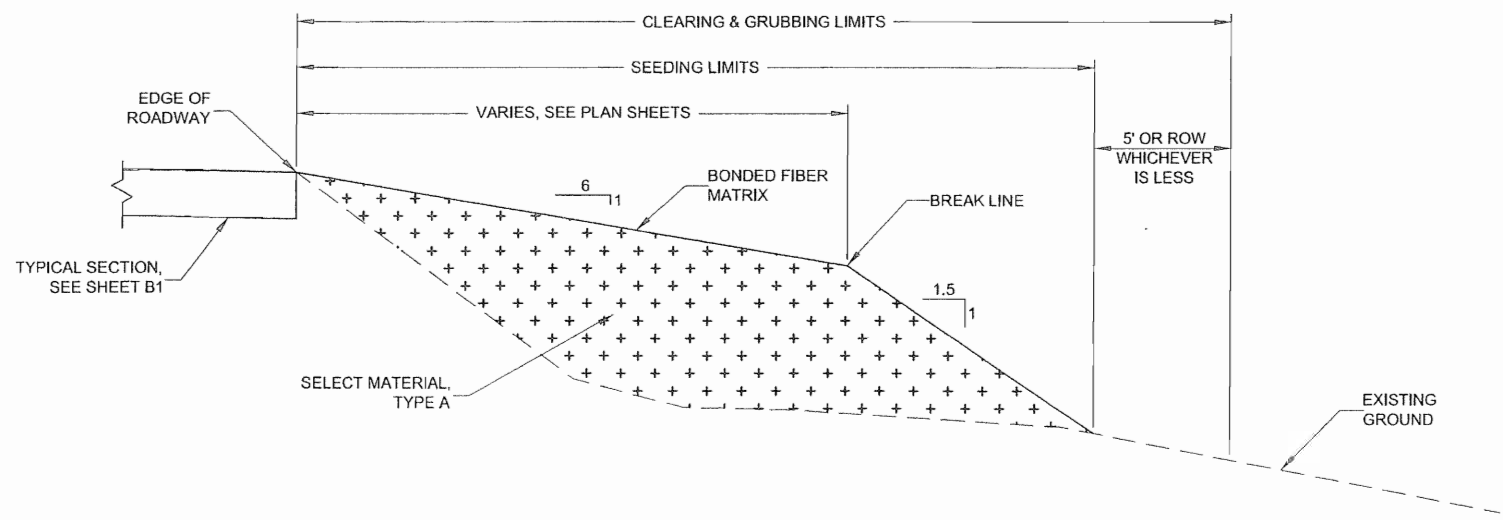 CLEARING & GRUBBING LIMITS
SEEDING LIMITS
EDGE OF
ROADWAY
VARIES, SEE PLAN SHEETS
5' OR ROW
WHICHEVER
IS LESS
6
1
BONDED FIBER
MATRIX
BREAK LINE
TYPICAL SECTION,
SEE SHEET B1
1.5
1
SELECT MATERIAL,
TYPE A
EXISTING
GROUND